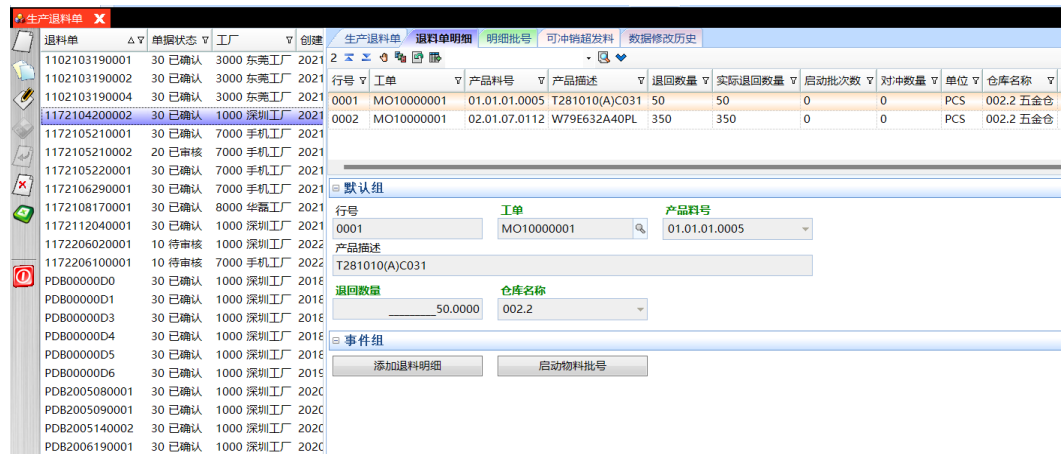 生产退料单 X
退料单 单据状态 工厂 创建
1102103190001 30 已确认 3000 东莞工厂 2021
1102103190002 30 已确认 3000 东莞工厂 2021
1102103190004 30 已确认 3000 东莞工厂 2021
1172104200002 30 已确认 1000 深圳工厂 2021
1172105210001 30 已确认 7000 手机工厂 2021
1172105210002 20 已审核 7000 手机工厂 2021
1172105220001 30 已确认 7000 手机工厂 2021
1172106290001 30 已确认 7000 手机工厂 2021
1172108170001 30 已确认 8000 华磊工厂 2021
1172112040001 30 已确认 1000 深圳工厂 2021
1172206020001 10 待审核 1000 深圳工厂 2022
1172206100001 10 待审核 7000 手机工厂 2022
PDB00000D0 30 已确认 1000 深圳工厂 2018
PDB00000D1 30 已确认 1000 深圳工厂 2018
PDB00000D3 30 已确认 1000 深圳工厂 2018
PDB00000D4 30 已确认 1000 深圳工厂 2018
PDB00000D5 30 已确认 1000 深圳工厂 2018
PDB00000D6 30 已确认 1000 深圳工厂 2019
PDB2005080001 30 已确认 1000 深圳工厂 2020
PDB2005090001 30 已确认 1000 深圳工厂 2020
PDB2005140002 30 已确认 1000 深圳工厂 2020
PDB2006190001 30 已确认 1000 深圳工厂 2020
生产退料单 退料单明细 明细批号 可冲销超发料 数据修改历史
2
行号 工单 产品料号 产品描述 退回数量 实际退回数量 启动批次数 对冲数量 单位 仓库名称
0001 MO10000001 01.01.01.0005 T281010(A)C031 50 50 0 0 PCS 002.2 五金仓
0002 MO10000001 02.01.07.0112 W79E632A40PL 350 350 0 0 PCS 002.2 五金仓
默认组
行号 工单 产品料号
0001 MO10000001 01.01.01.0005
产品描述
T281010(A)C031
退回数量 仓库名称
________50.0000 002.2
事件组
添加退料明细 启动物料批号